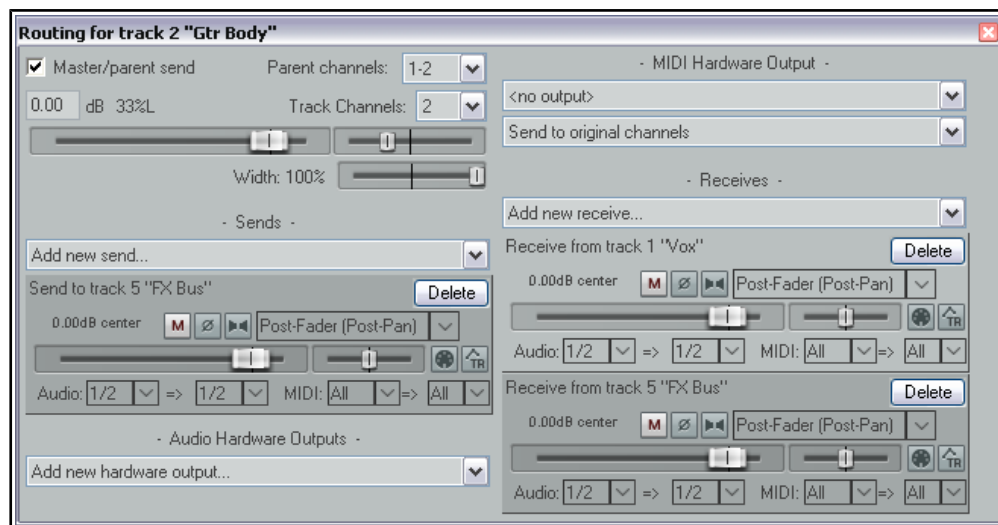 Routing for track 2 "Gtr Body"
Master/parent send
Parent channels: 1-2
0.00 dB 33%L
Track Channels: 2
Width: 100%
- Sends -
Add new send...
Send to track 5 "FX Bus"
Delete
0.00dB center
M
Post-Fader (Post-Pan)
TR
Audio: 1/2 => 1/2 MIDI: All => All
- Audio Hardware Outputs -
Add new hardware output...
- MIDI Hardware Output -
<no output>
Send to original channels
- Receives -
Add new receive...
Receive from track 1 "Vox"
Delete
0.00dB center
M
Post-Fader (Post-Pan)
TR
Audio: 1/2 => 1/2 MIDI: All => All
Receive from track 5 "FX Bus"
Delete
0.00dB center
M
Post-Fader (Post-Pan)
TR
Audio: 1/2 => 1/2 MIDI: All => All